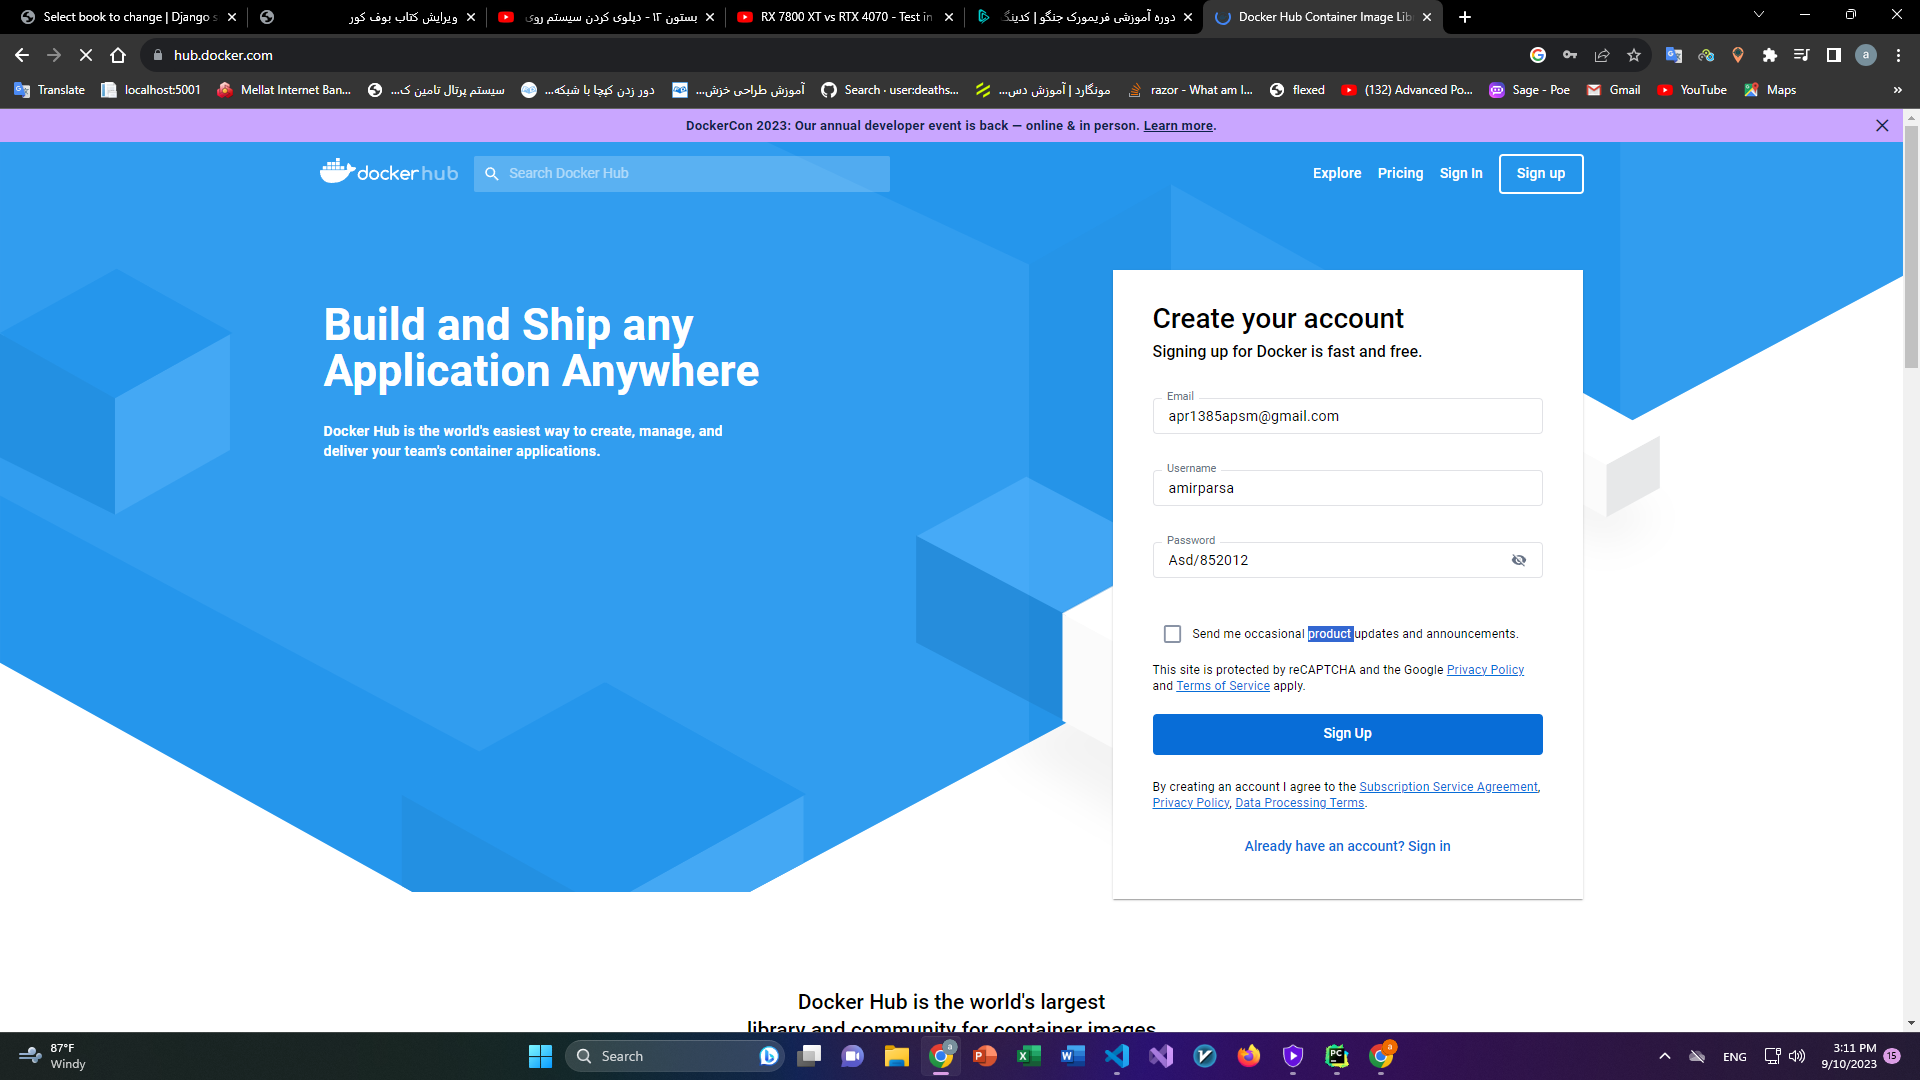 Select book to change | Django s
ویرایش کتاب بوف کور
بستون ۱۲ - دیپلوی کردن سیستم روی
RX 7800 XT vs RTX 4070 - Test in
دوره آموزشی فریمورک جنگو | کدینگ
Docker Hub Container Image Lib
hub.docker.com
a
Translate
localhost:5001
Mellat Internet Ban...
سیستم پرتال تامین ک...
دور زدن کپچا با شبکه...
آموزش طراحی خزش...
Search · user:deaths...
مونگارد | آموزش دس...
razor - What am I...
flexed
(132) Advanced Po...
Sage - Poe
Gmail
YouTube
Maps
»
DockerCon 2023: Our annual developer event is back — online & in person. Learn more.
dockerhub
Search Docker Hub
Explore
Pricing
Sign In
Sign up
Build and Ship any
Application Anywhere
Docker Hub is the world's easiest way to create, manage, and
deliver your team's container applications.
Create your account
Signing up for Docker is fast and free.
Email
apr1385apsm@gmail.com
Username
amirparsa
Password
Asd/852012
Send me occasional product updates and announcements.
This site is protected by reCAPTCHA and the Google Privacy Policy
and Terms of Service apply.
Sign Up
By creating an account I agree to the Subscription Service Agreement,
Privacy Policy, Data Processing Terms.
Already have an account? Sign in
Docker Hub is the world's largest
library and community for container images
87°F
Windy
Search
ENG
3:11 PM
9/10/2023
15